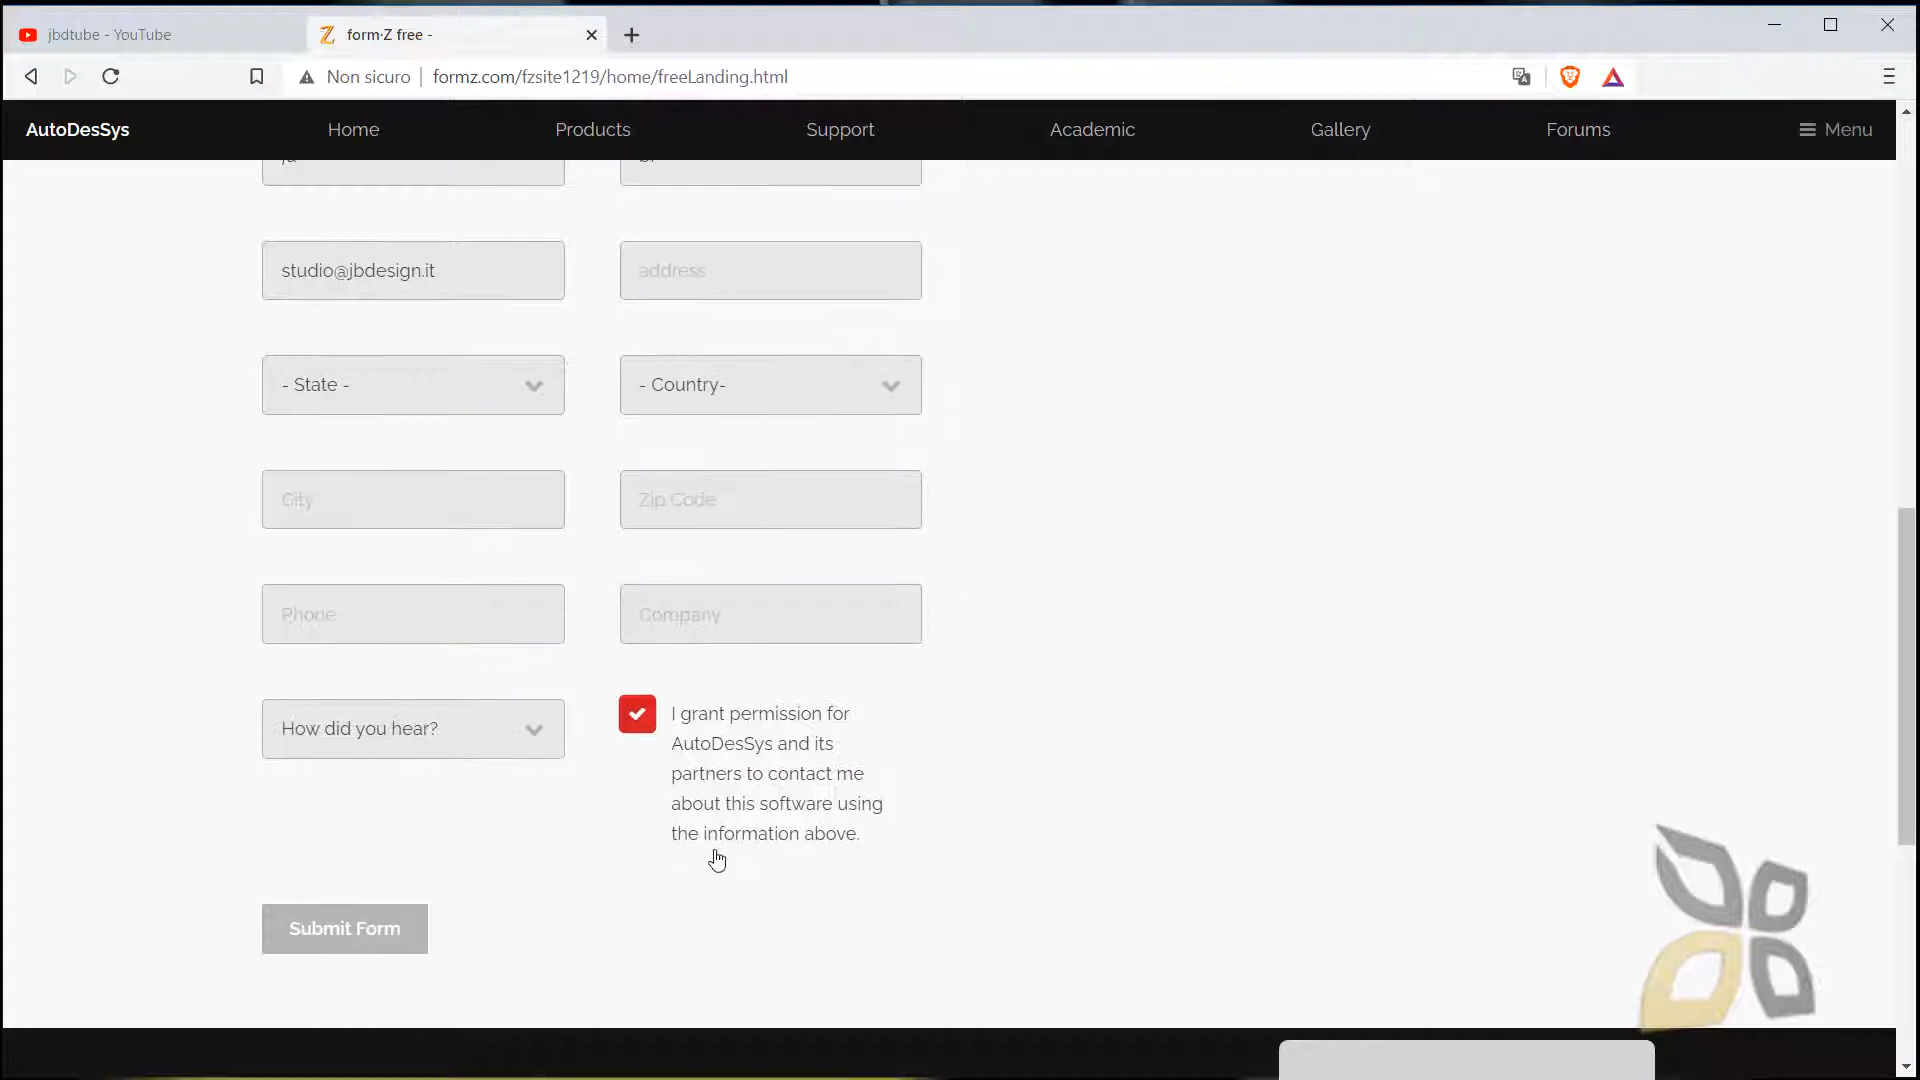 jbdtube - YouTube
form·Z free -
Non sicuro
formz.com/fzsite1219/home/freeLanding.html
AutoDesSys
Home
Products
Support
Academic
Gallery
Forums
Menu
studio@jbdesign.it
address
- State -
- Country-
City
Zip Code
Phone
Company
How did you hear?
I grant permission for
AutoDesSys and its
partners to contact me
about this software using
the information above.
Submit Form